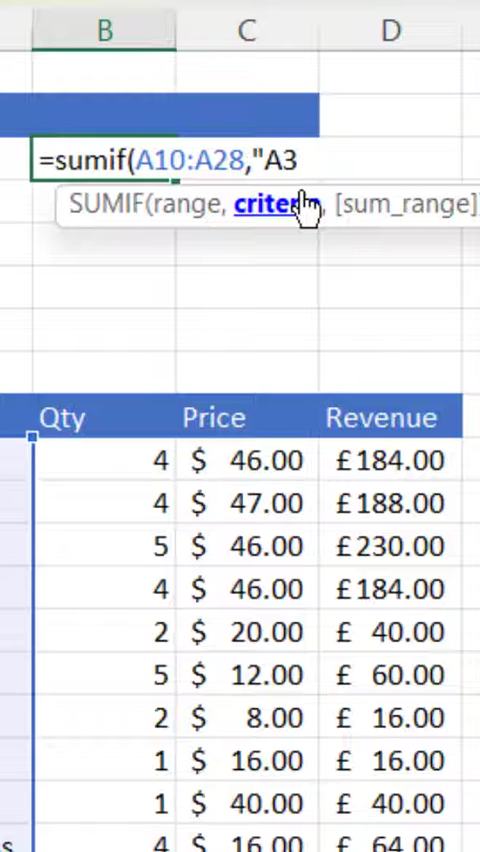 B C D
=sumif(A10:A28,"A3
SUMIF(range, criteria, [sum_range]
Qty Price Revenue
4 $ 46.00 £184.00
4 $ 47.00 £188.00
5 $ 46.00 £230.00
4 $ 46.00 £184.00
2 $ 20.00 £ 40.00
5 $ 12.00 £ 60.00
2 $ 8.00 £ 16.00
1 $ 16.00 £ 16.00
1 $ 40.00 £ 40.00
s 4 $ 16.00 £ 64.00